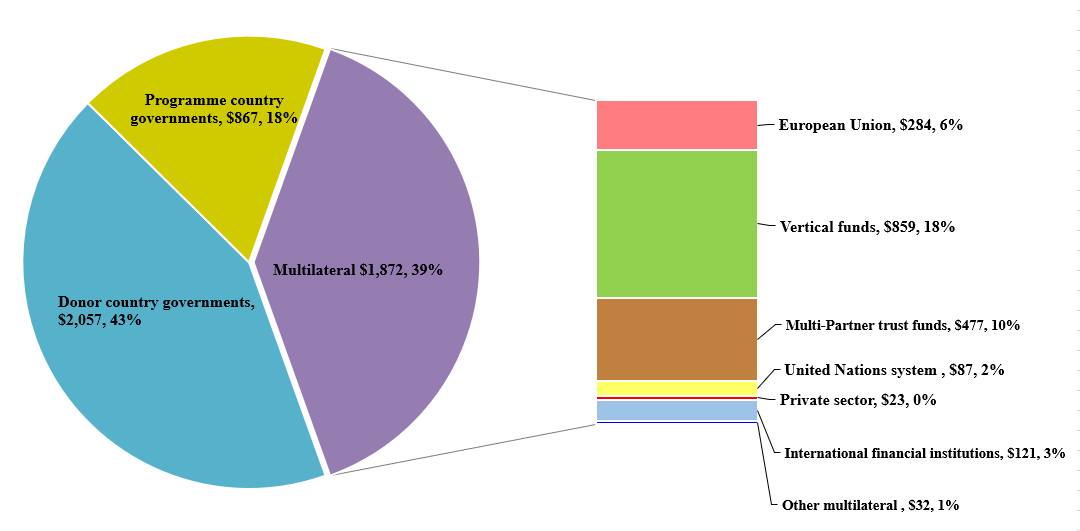 Programme country
governments, $867, 18%
Multilateral $1,872, 39%
Donor country governments,
$2,057, 43%
European Union, $284, 6%
Vertical funds, $859, 18%
Multi-Partner trust funds, $477, 10%
United Nations system , $87, 2%
Private sector, $23, 0%
International financial institutions, $121, 3%
Other multilateral , $32, 1%